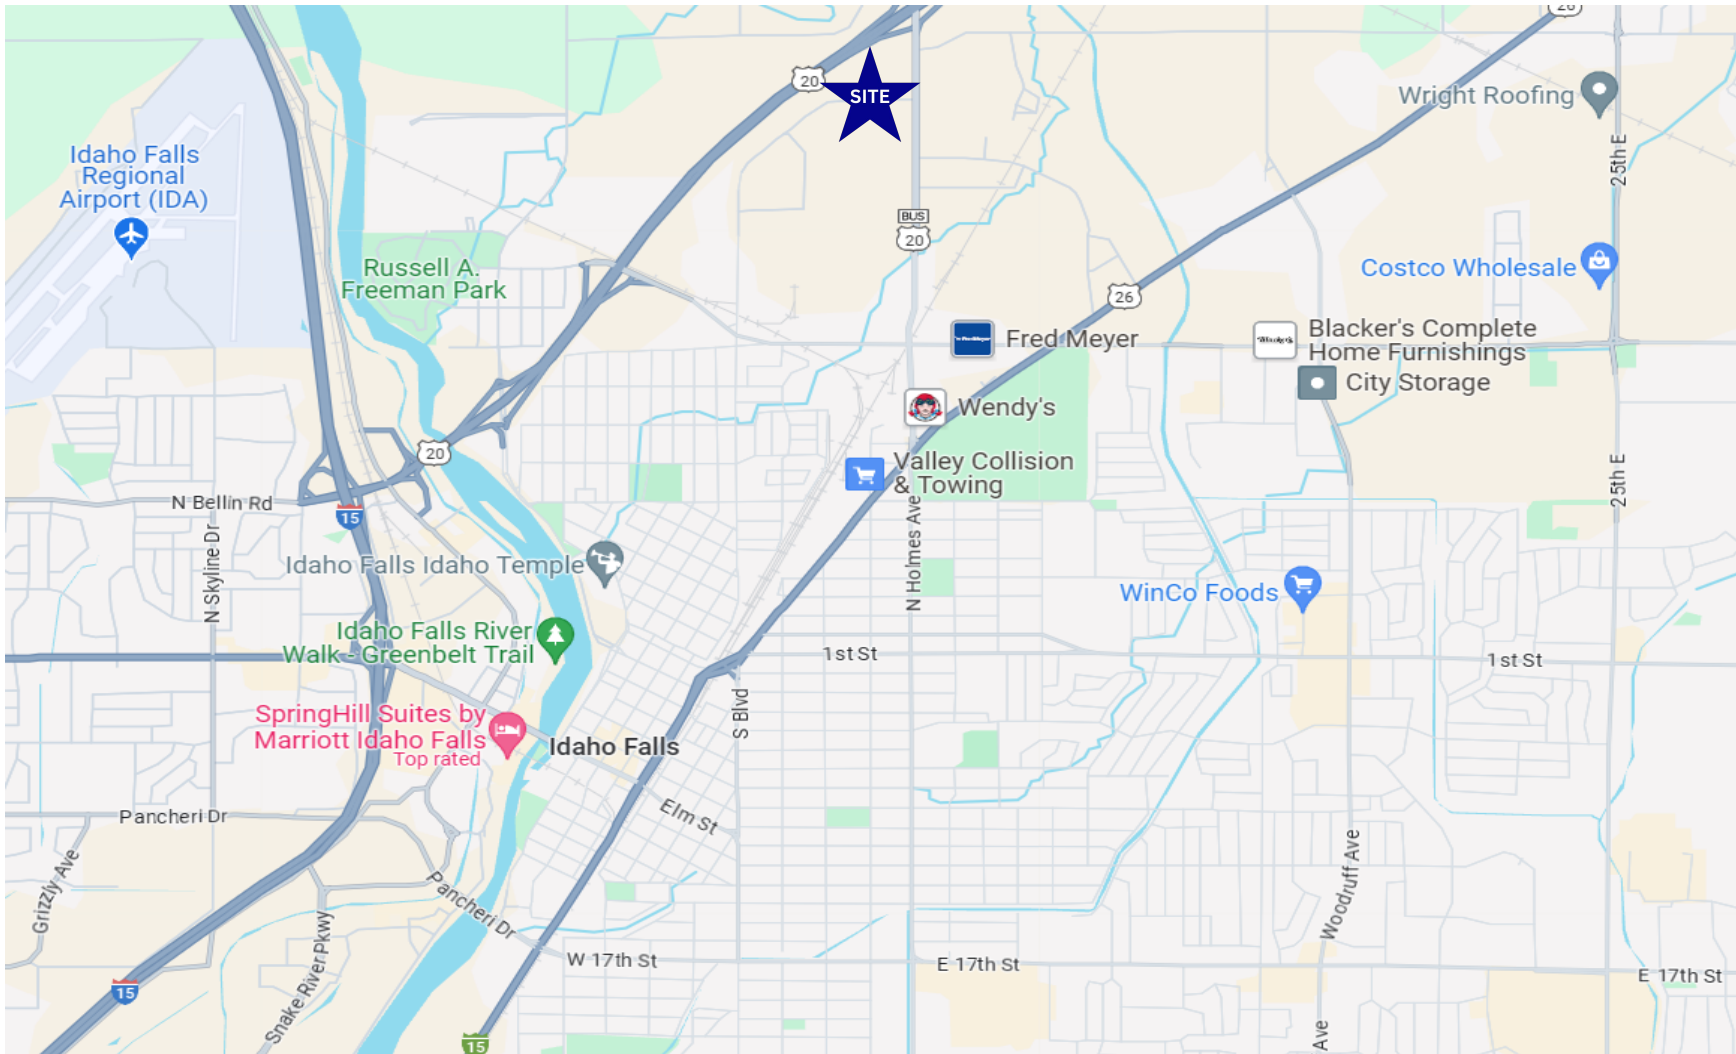 26
20
SITE
Wright Roofing
25th E
Idaho Falls
Regional
Airport (IDA)
BUS
20
Russell A.
Freeman Park
Costco Wholesale
26
Fred Meyer
Blacker's Complete
Home Furnishings
City Storage
Wendy's
20
Valley Collision
& Towing
25th E
N Bellin Rd
15
N Skyline Dr
N Holmes Ave
Idaho Falls Idaho Temple
WinCo Foods
Idaho Falls River
Walk - Greenbelt Trail
1st St
1st St
S Blvd
SpringHill Suites by
Marriott Idaho Falls
Top rated
Idaho Falls
Pancheri Dr
Elm St
Grizzly Ave
Pancheri Dr
Woodruff Ave
Snake River Pkwy
W 17th St
E 17th St
E 17th St
15
15
Ave